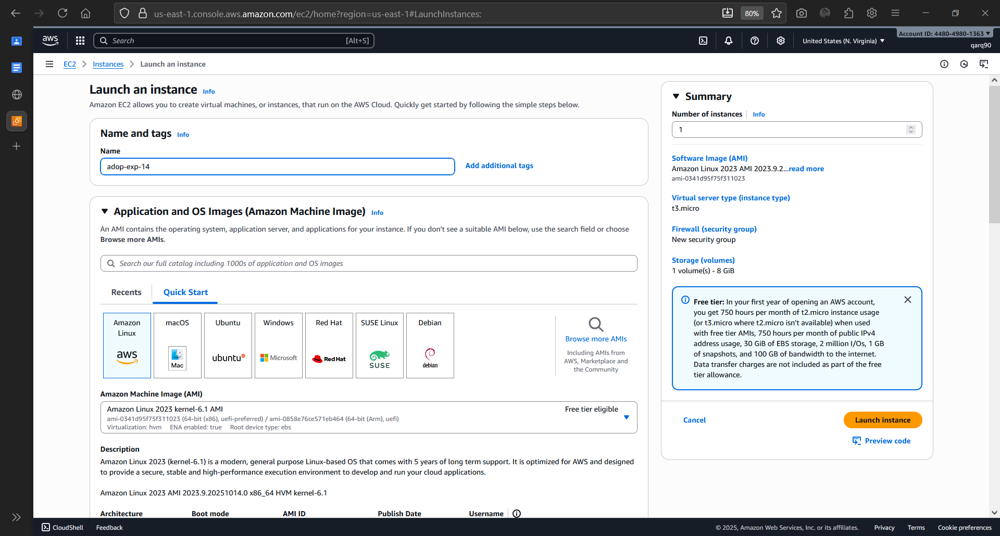 us-east-1.console.aws.amazon.com/ec2/home?region=us-east-1#LaunchInstances:
80%
aws
Search
[Alt+S]
United States (N. Virginia)
Account ID: 4480-4980-1363
qarq90
EC2
Instances
Launch an instance
Launch an instance
Info
Amazon EC2 allows you to create virtual machines, or instances, that run on the AWS Cloud. Quickly get started by following the simple steps below.
Name and tags
Info
Name
adop-exp-14
Add additional tags
Application and OS Images (Amazon Machine Image)
Info
An AMI contains the operating system, application server, and applications for your instance. If you don't see a suitable AMI below, use the search field or choose
Browse more AMIs.
Search our full catalog including 1000s of application and OS images
Recents
Quick Start
Amazon
Linux
aws
macOS
Mac
Ubuntu
ubuntu
Windows
Microsoft
Red Hat
Red Hat
SUSE Linux
SUSE
Debian
debian
Browse more AMIs
Including AMIs from
AWS, Marketplace and
the Community
Amazon Machine Image (AMI)
Amazon Linux 2023 kernel-6.1 AMI
Free tier eligible
ami-0341d95f75f311023 (64-bit (x86), uefi-preferred) / ami-0858e76ce571eb464 (64-bit (Arm), uefi)
Virtualization: hvm ENA enabled: true Root device type: ebs
Description
Amazon Linux 2023 (kernel-6.1) is a modern, general purpose Linux-based OS that comes with 5 years of long term support. It is optimized for AWS and designed
to provide a secure, stable and high-performance execution environment to develop and run your cloud applications.
Amazon Linux 2023 AMI 2023.9.20251014.0 x86_64 HVM kernel-6.1
Architecture
Boot mode
AMI ID
Publish Date
Username
Summary
Number of instances
Info
1
Software Image (AMI)
Amazon Linux 2023 AMI 2023.9.2...read more
ami-0341d95f75f311023
Virtual server type (instance type)
t3.micro
Firewall (security group)
New security group
Storage (volumes)
1 volume(s) - 8 GiB
Free tier: In your first year of opening an AWS account,
you get 750 hours per month of t2.micro instance usage
(or t3.micro where t2.micro isn't available) when used
with free tier AMIs, 750 hours per month of public IPv4
address usage, 30 GiB of EBS storage, 2 million I/Os, 1 GB
of snapshots, and 100 GB of bandwidth to the internet.
Data transfer charges are not included as part of the free
tier allowance.
Cancel
Launch instance
Preview code
CloudShell
Feedback
© 2025, Amazon Web Services, Inc. or its affiliates.
Privacy
Terms
Cookie preferences